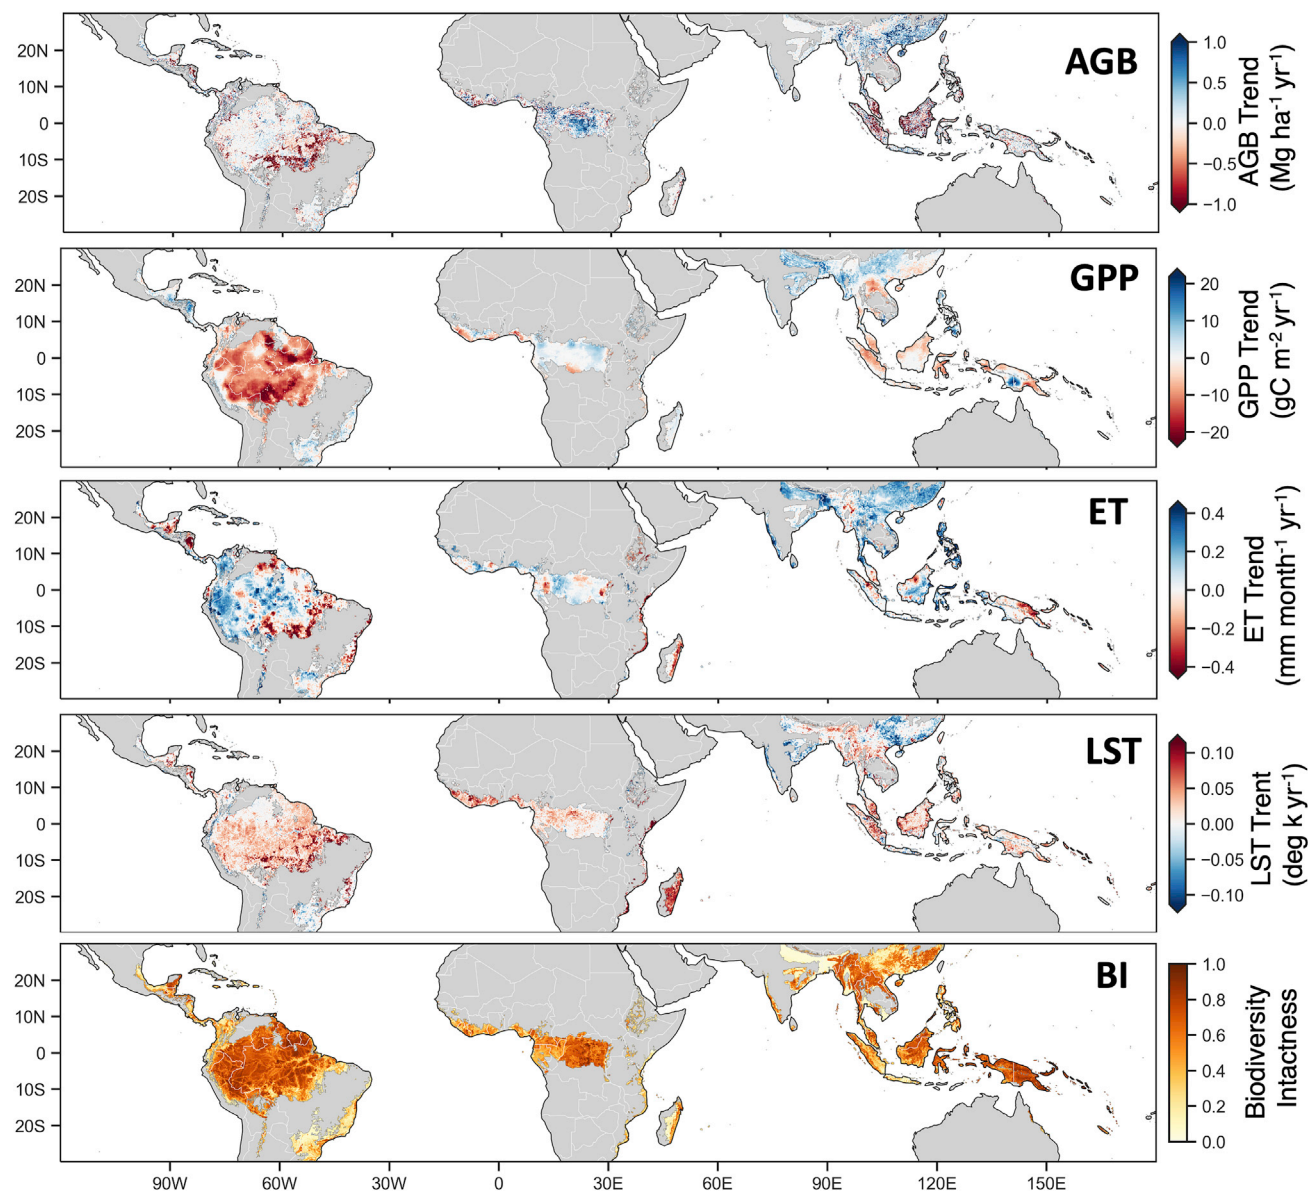 20N
10N
0
10S
20S
AGB
1.0
0.5
0.0
−0.5
−1.0
AGB Trend
(Mg ha⁻¹ yr⁻¹)
20N
10N
0
10S
20S
GPP
20
10
0
−10
−20
GPP Trend
(gC m⁻² yr⁻¹)
20N
10N
0
10S
20S
ET
0.4
0.2
0.0
−0.2
−0.4
ET Trend
(mm month⁻¹ yr⁻¹)
20N
10N
0
10S
20S
LST
0.10
0.05
0.00
−0.05
−0.10
LST Trent
(deg k yr⁻¹)
20N
10N
0
10S
20S
BI
1.0
0.8
0.6
0.4
0.2
0.0
Biodiversity
Intactness
90W 60W 30W 0 30E 60E 90E 120E 150E